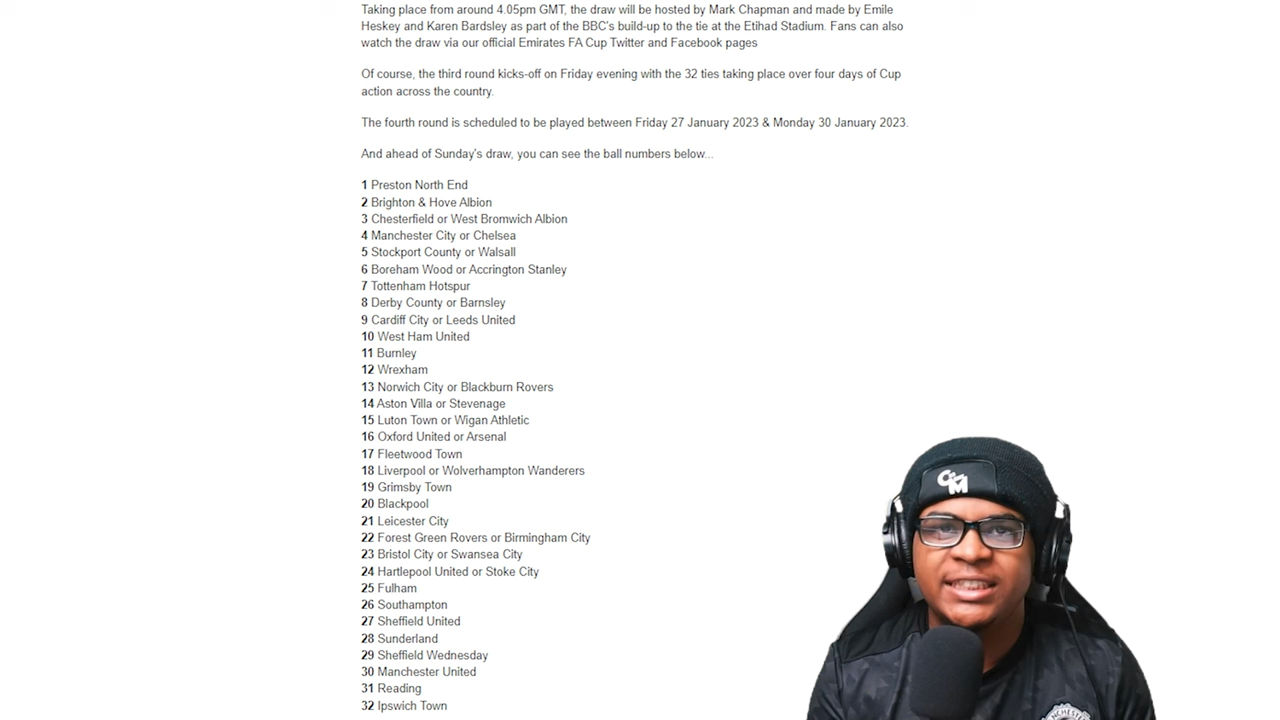 Taking place from around 4.05pm GMT, the draw will be hosted by Mark Chapman and made by Emile
Heskey and Karen Bardsley as part of the BBC's build-up to the tie at the Etihad Stadium. Fans can also
watch the draw via our official Emirates FA Cup Twitter and Facebook pages
Of course, the third round kicks-off on Friday evening with the 32 ties taking place over four days of Cup
action across the country.
The fourth round is scheduled to be played between Friday 27 January 2023 & Monday 30 January 2023.
And ahead of Sunday's draw, you can see the ball numbers below...
1 Preston North End
2 Brighton & Hove Albion
3 Chesterfield or West Bromwich Albion
4 Manchester City or Chelsea
5 Stockport County or Walsall
6 Boreham Wood or Accrington Stanley
7 Tottenham Hotspur
8 Derby County or Barnsley
9 Cardiff City or Leeds United
10 West Ham United
11 Burnley
12 Wrexham
13 Norwich City or Blackburn Rovers
14 Aston Villa or Stevenage
15 Luton Town or Wigan Athletic
16 Oxford United or Arsenal
17 Fleetwood Town
18 Liverpool or Wolverhampton Wanderers
19 Grimsby Town
20 Blackpool
21 Leicester City
22 Forest Green Rovers or Birmingham City
23 Bristol City or Swansea City
24 Hartlepool United or Stoke City
25 Fulham
26 Southampton
27 Sheffield United
28 Sunderland
29 Sheffield Wednesday
30 Manchester United
31 Reading
32 Ipswich Town